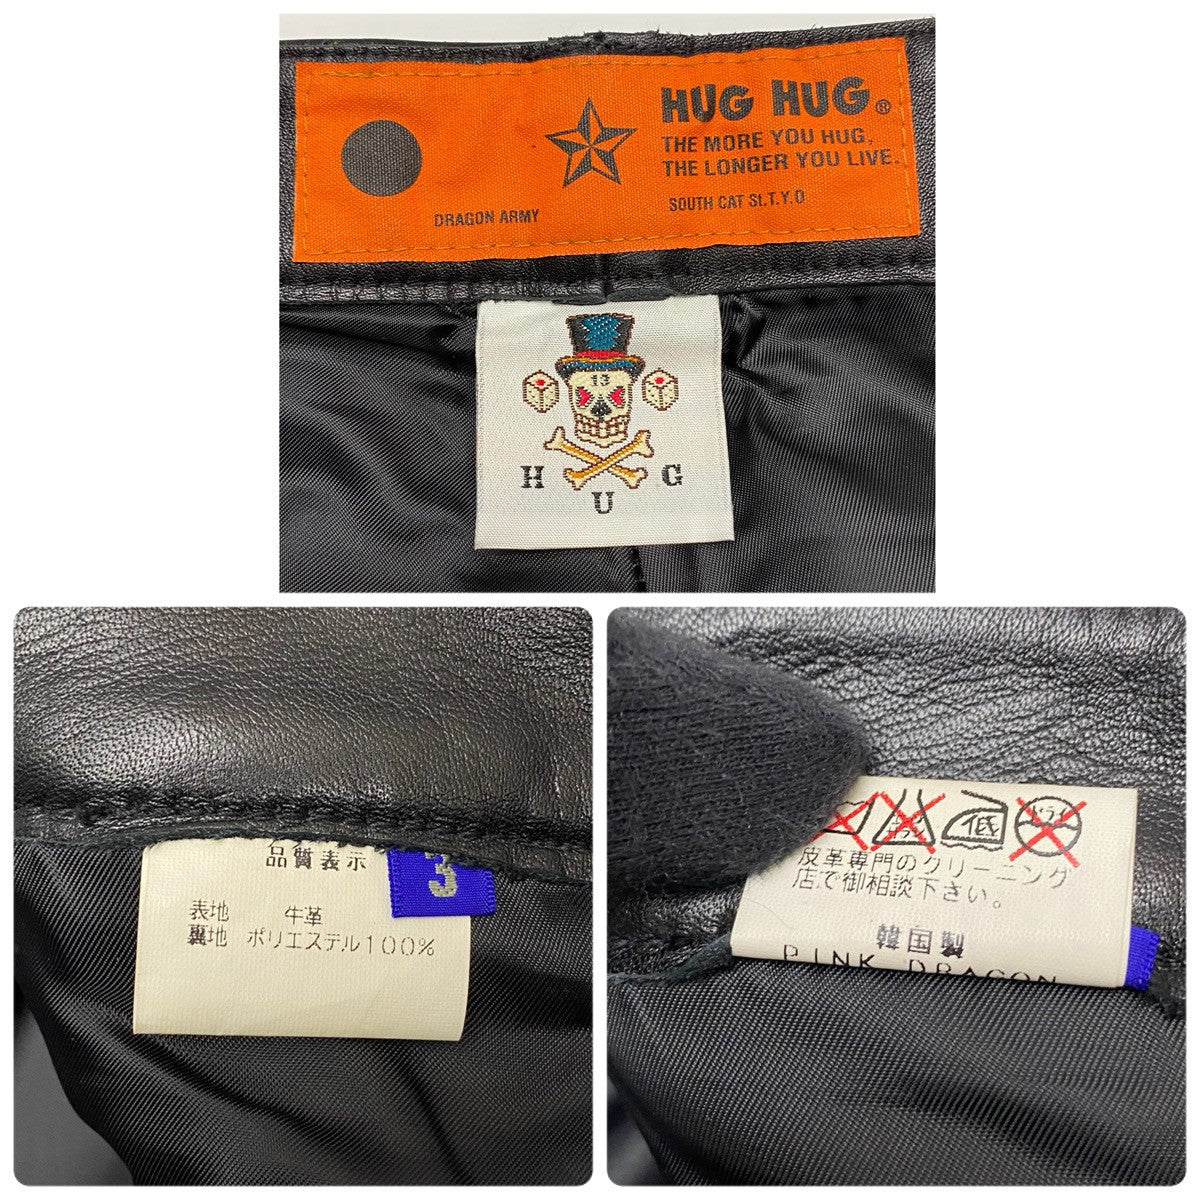 HUG HUG®
THE MORE YOU HUG,
THE LONGER YOU LIVE.
DRAGON ARMY
SOUTH CAT St.T.Y.O
13
H U G
品質表示
3
表地 牛革
裏地 ポリエステル100%
低
ドライ
皮革専門のクリーニング
店で御相談下さい。
韓国製
PINK DRAGON